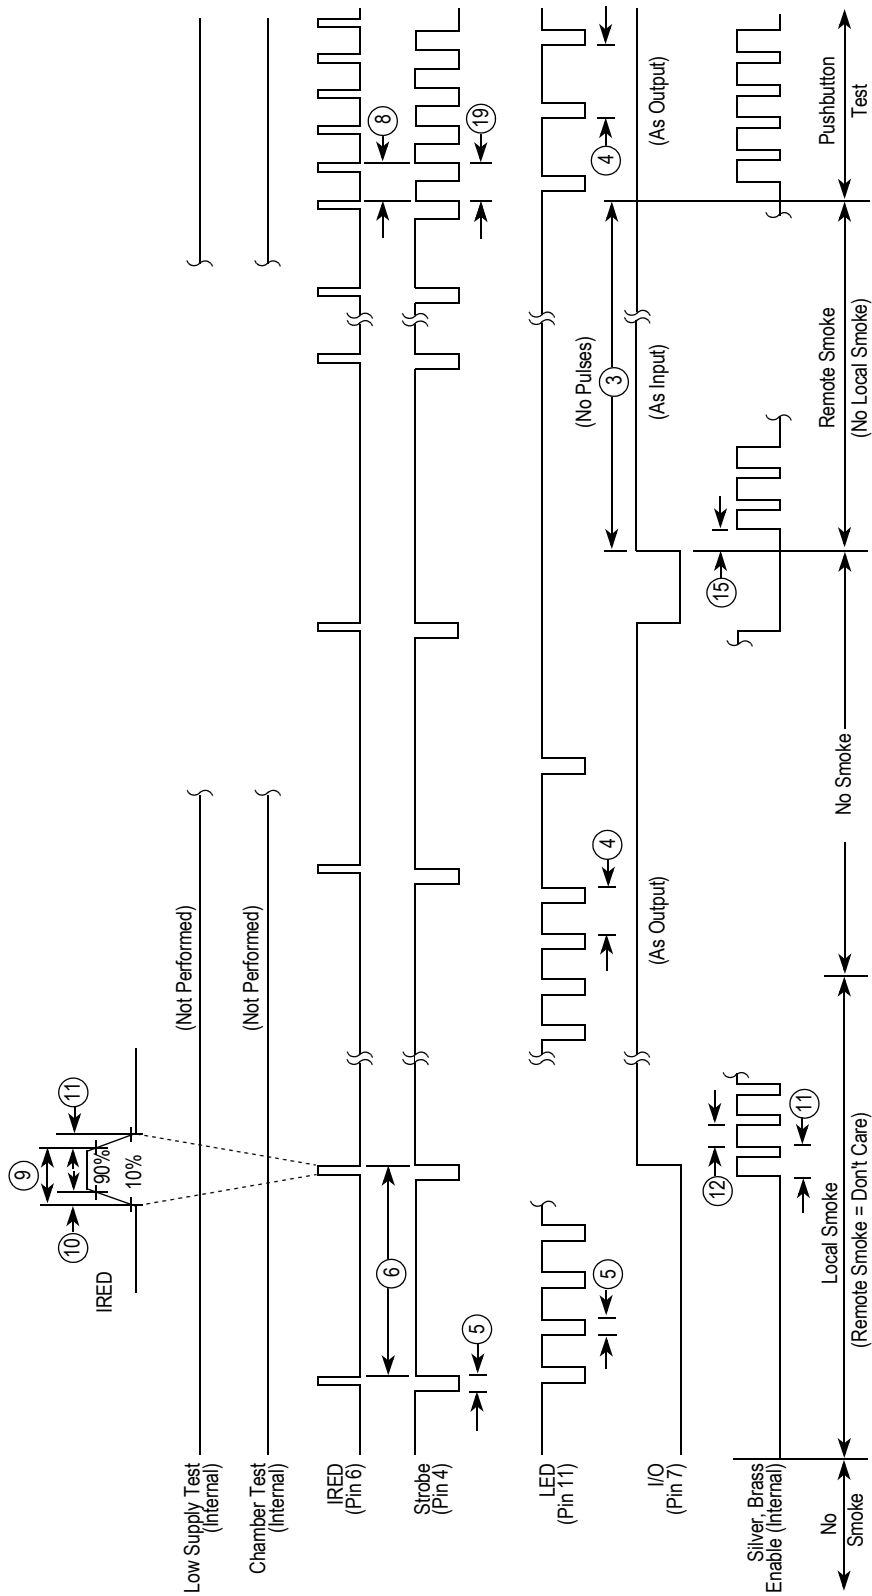 IRED
10
9
11
90%
10%
Low Supply Test
(Internal)
(Not Performed)
Chamber Test
(Internal)
(Not Performed)
IRED
(Pin 6)
6
8
Strobe
(Pin 4)
5
19
LED
(Pin 11)
5
4
(No Pulses)
3
4
I/O
(Pin 7)
(As Output)
(As Input)
(As Output)
12
11
15
Silver, Brass
Enable (Internal)
No
Smoke
Local Smoke
(Remote Smoke = Don't Care)
No Smoke
Remote Smoke
(No Local Smoke)
Pushbutton
Test